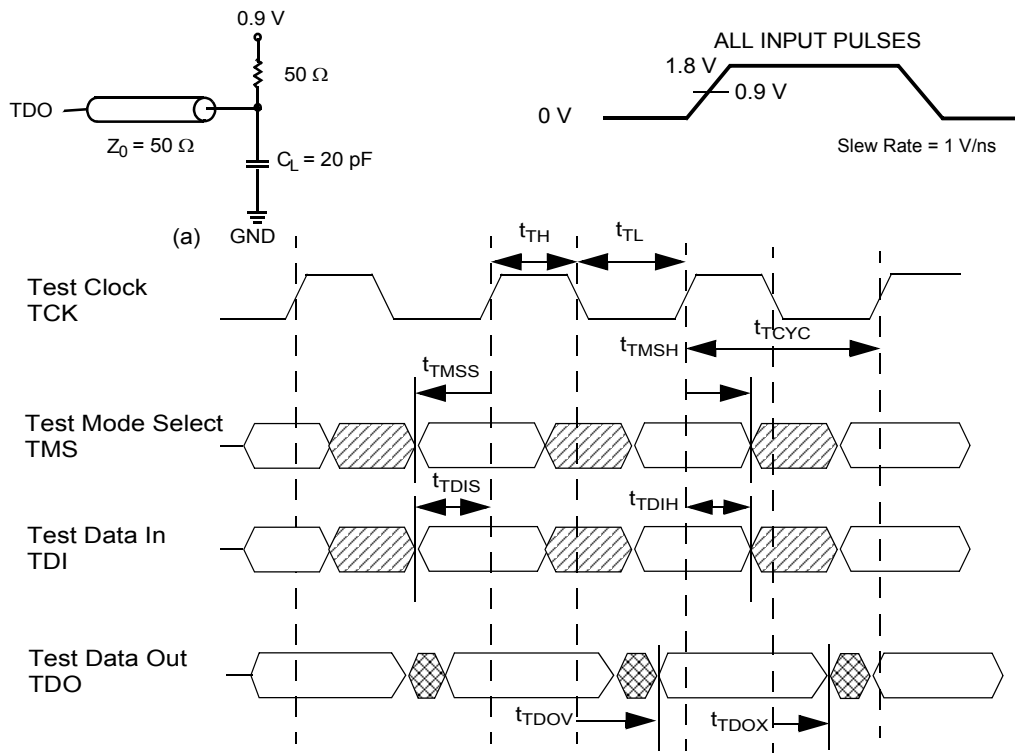 0.9 V
50 Ω
TDO
Z0 = 50 Ω
CL = 20 pF
(a)
GND
ALL INPUT PULSES
1.8 V
0.9 V
0 V
Slew Rate = 1 V/ns
tTH
tTL
Test Clock
TCK
tTMSH
tTCYC
tTMSS
Test Mode Select
TMS
tTDIS
tTDIH
Test Data In
TDI
Test Data Out
TDO
tTDOV
tTDOX